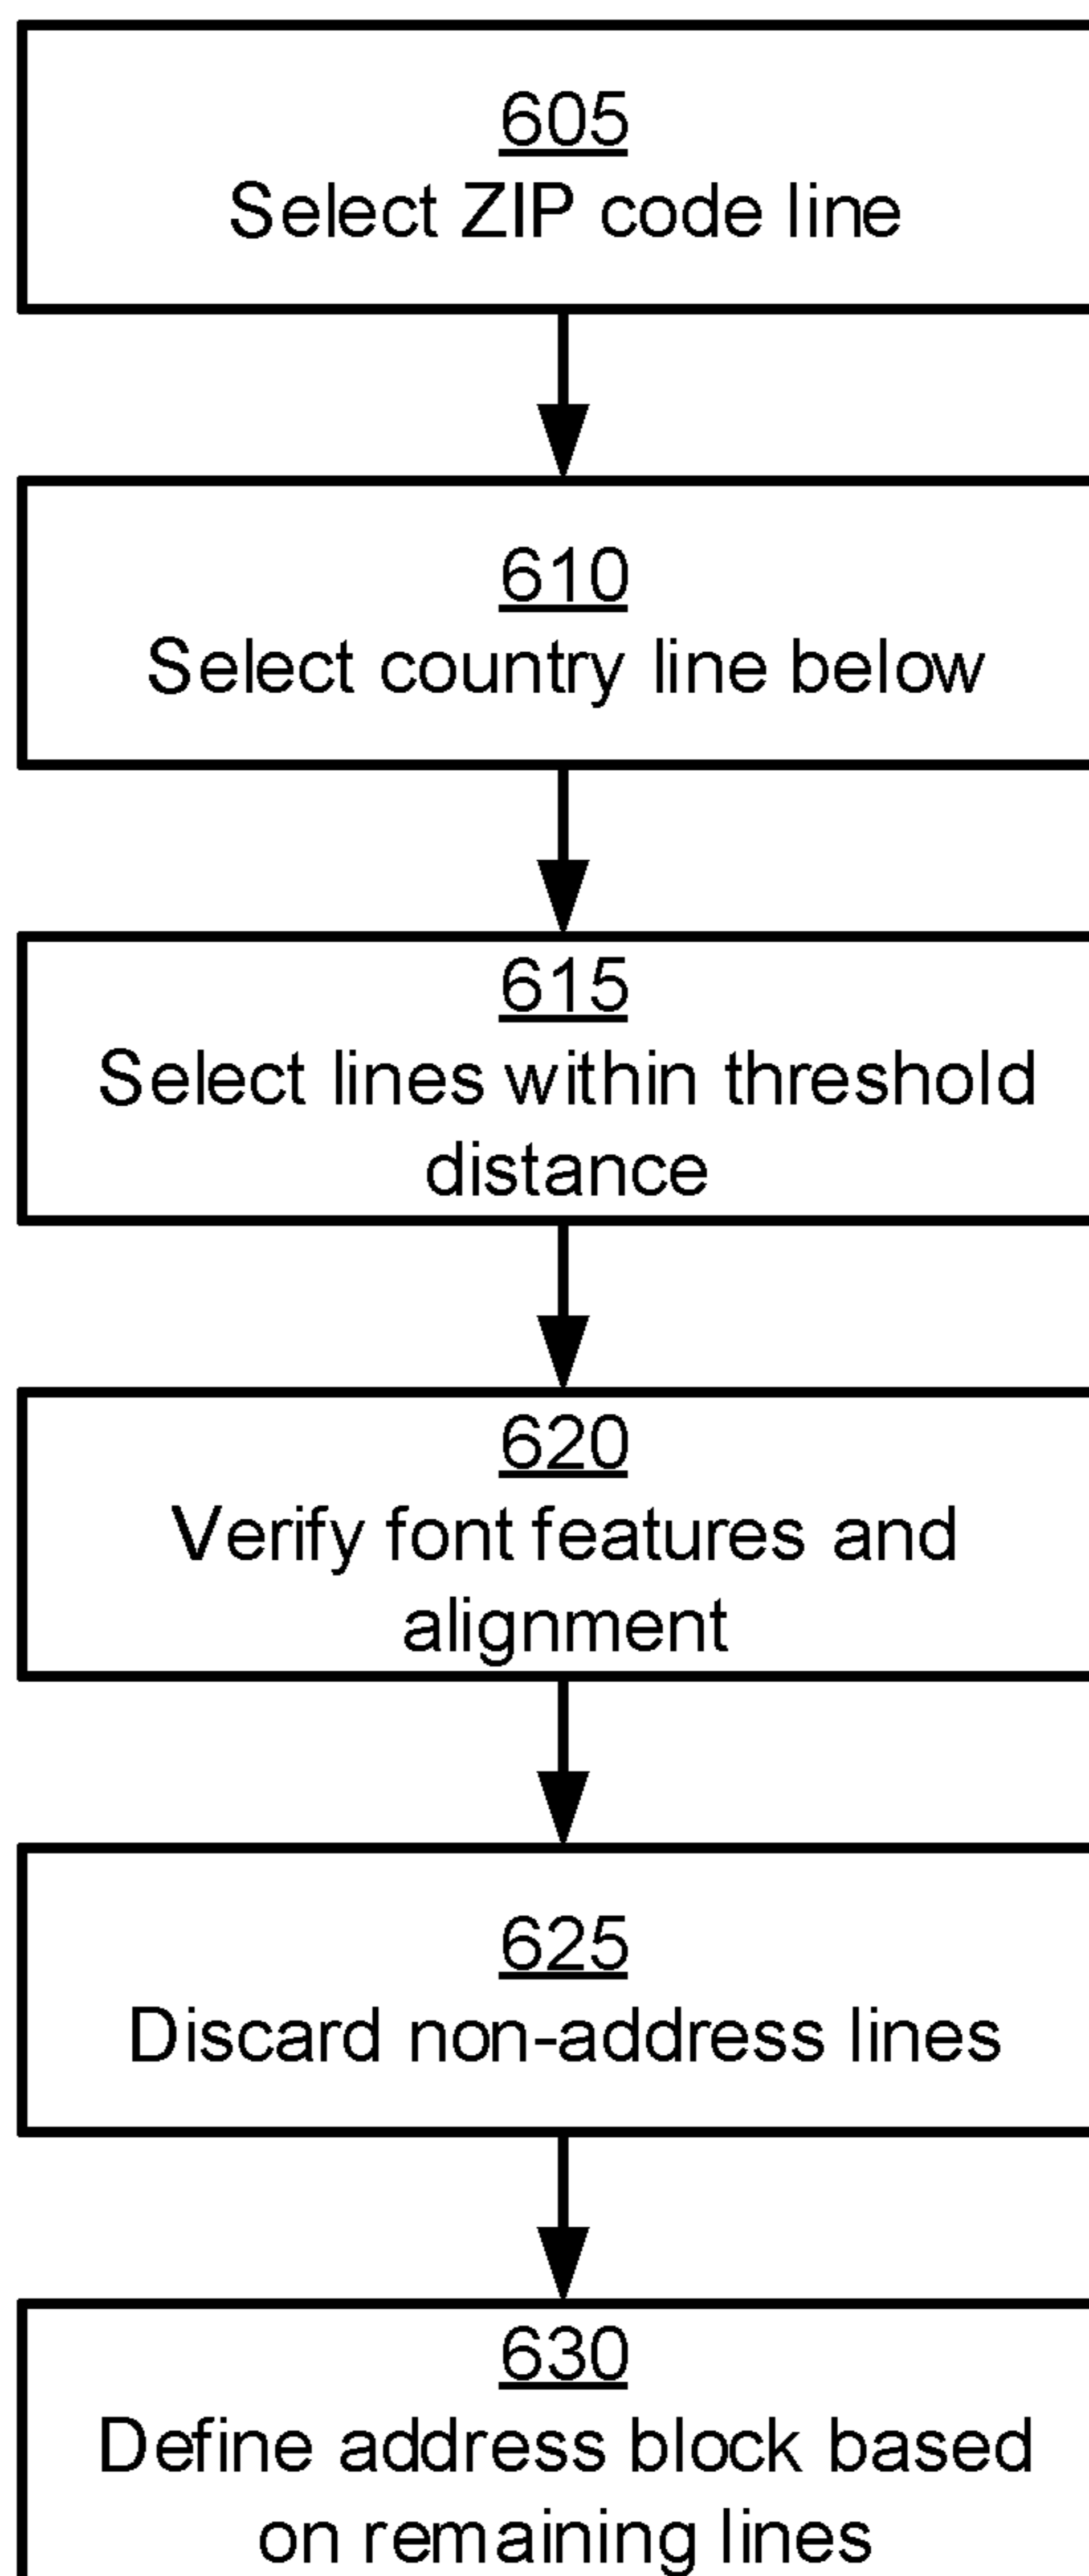 605
Select ZIP code line
610
Select country line below
615
Select lines within threshold
distance
620
Verify font features and
alignment
625
Discard non-address lines
630
Define address block based
on remaining lines